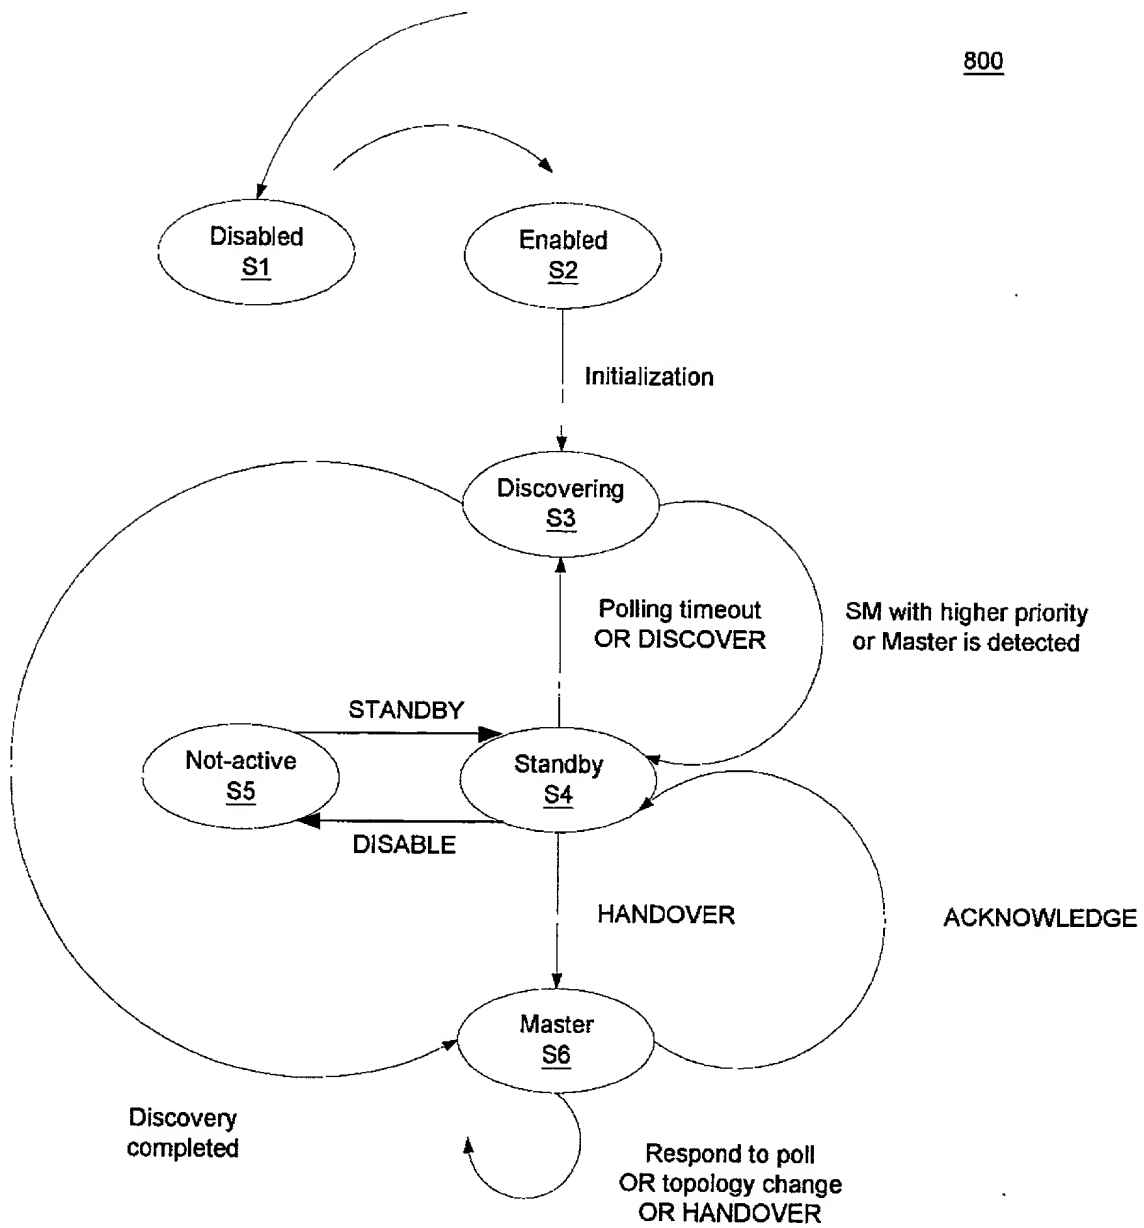 800
Disabled
S1
Enabled
S2
Initialization
Discovering
S3
Polling timeout
OR DISCOVER
SM with higher priority
or Master is detected
STANDBY
Not-active
S5
Standby
S4
DISABLE
HANDOVER
ACKNOWLEDGE
Master
S6
Discovery
completed
Respond to poll
OR topology change
OR HANDOVER